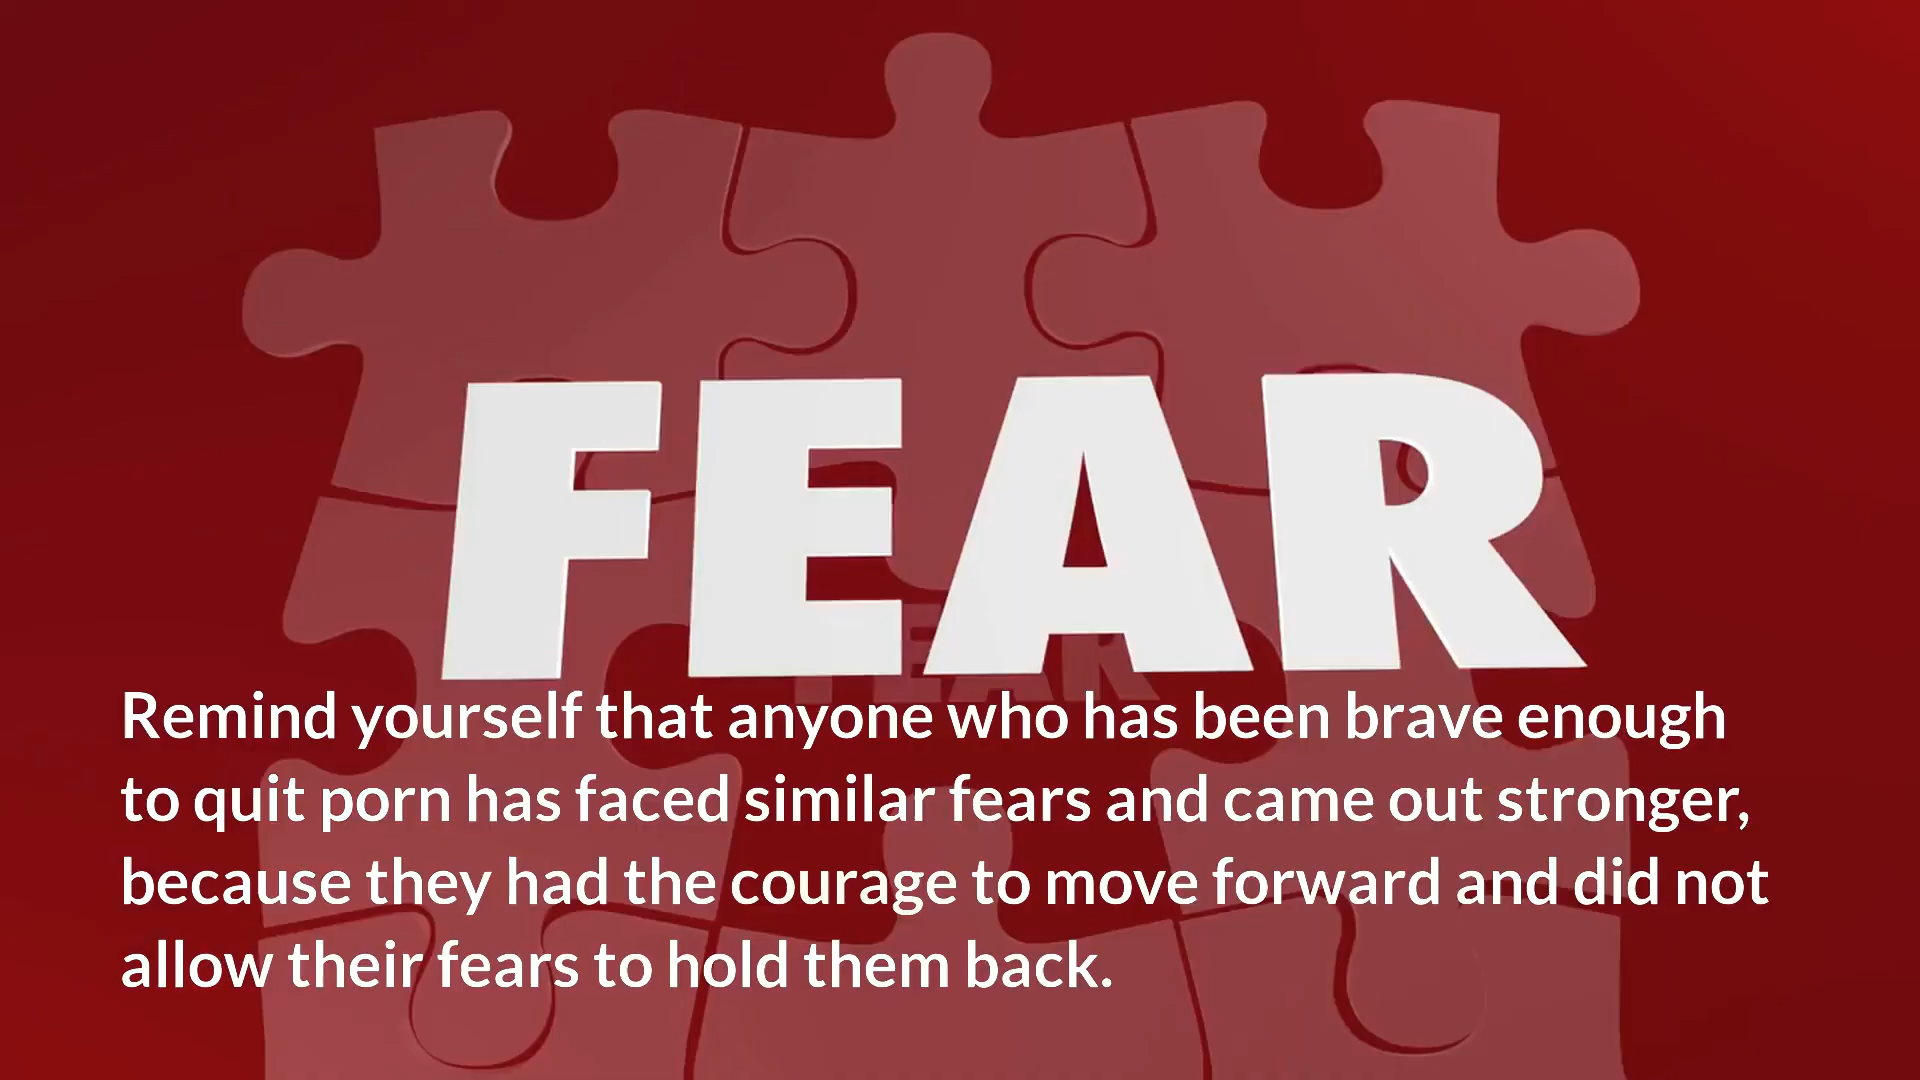 FEAR
Remind yourself that anyone who has been brave enough
to quit porn has faced similar fears and came out stronger,
because they had the courage to move forward and did not
allow their fears to hold them back.